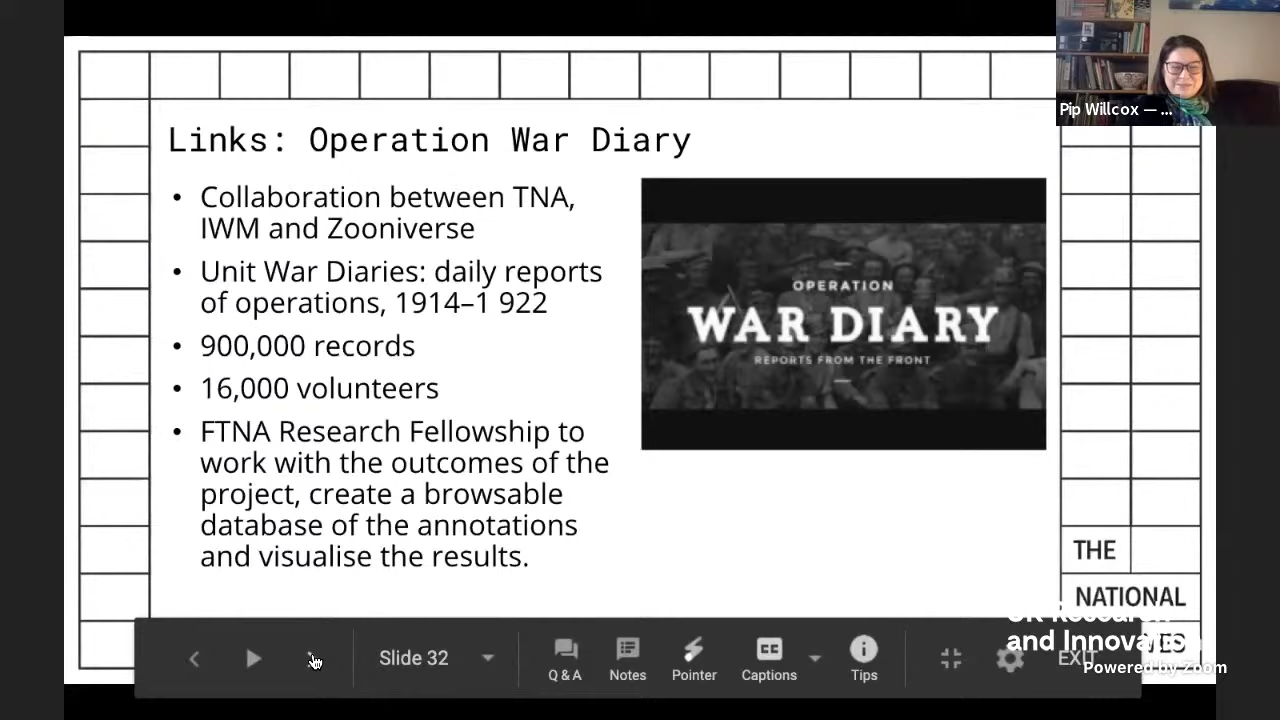 Pip Willcox — ...
Links: Operation War Diary
• Collaboration between TNA,
IWM and Zooniverse
• Unit War Diaries: daily reports
of operations, 1914–1 922
• 900,000 records
• 16,000 volunteers
• FTNA Research Fellowship to
work with the outcomes of the
project, create a browsable
database of the annotations
and visualise the results.
OPERATION
WAR DIARY
REPORTS FROM THE FRONT
THE
NATIONAL
UK Research
and Innovation
Powered by Zoom
Slide 32
Q & A
Notes
Pointer
Captions
Tips
EXIT